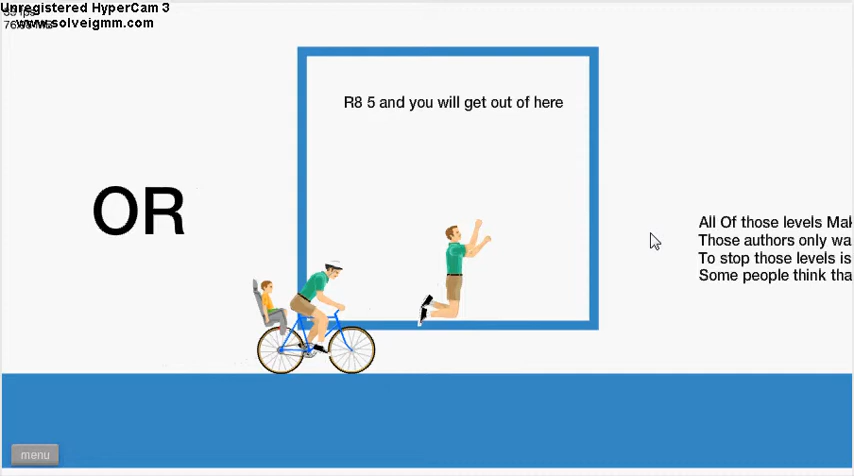 Unregistered HyperCam 3
www.solveigmm.com
R8 5 and you will get out of here
OR
All Of those levels Mak
Those authors only wa
To stop those levels is
Some people think tha
menu